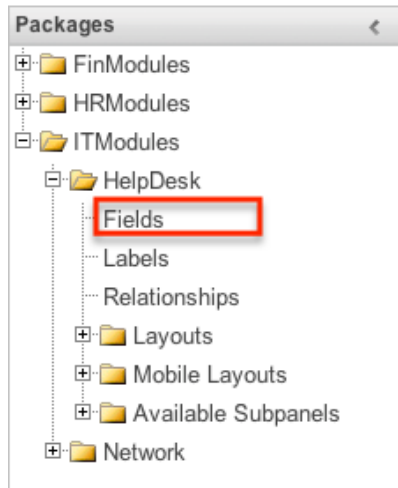 Packages
FinModules
HRModules
ITModules
HelpDesk
Fields
Labels
Relationships
Layouts
Mobile Layouts
Available Subpanels
Network